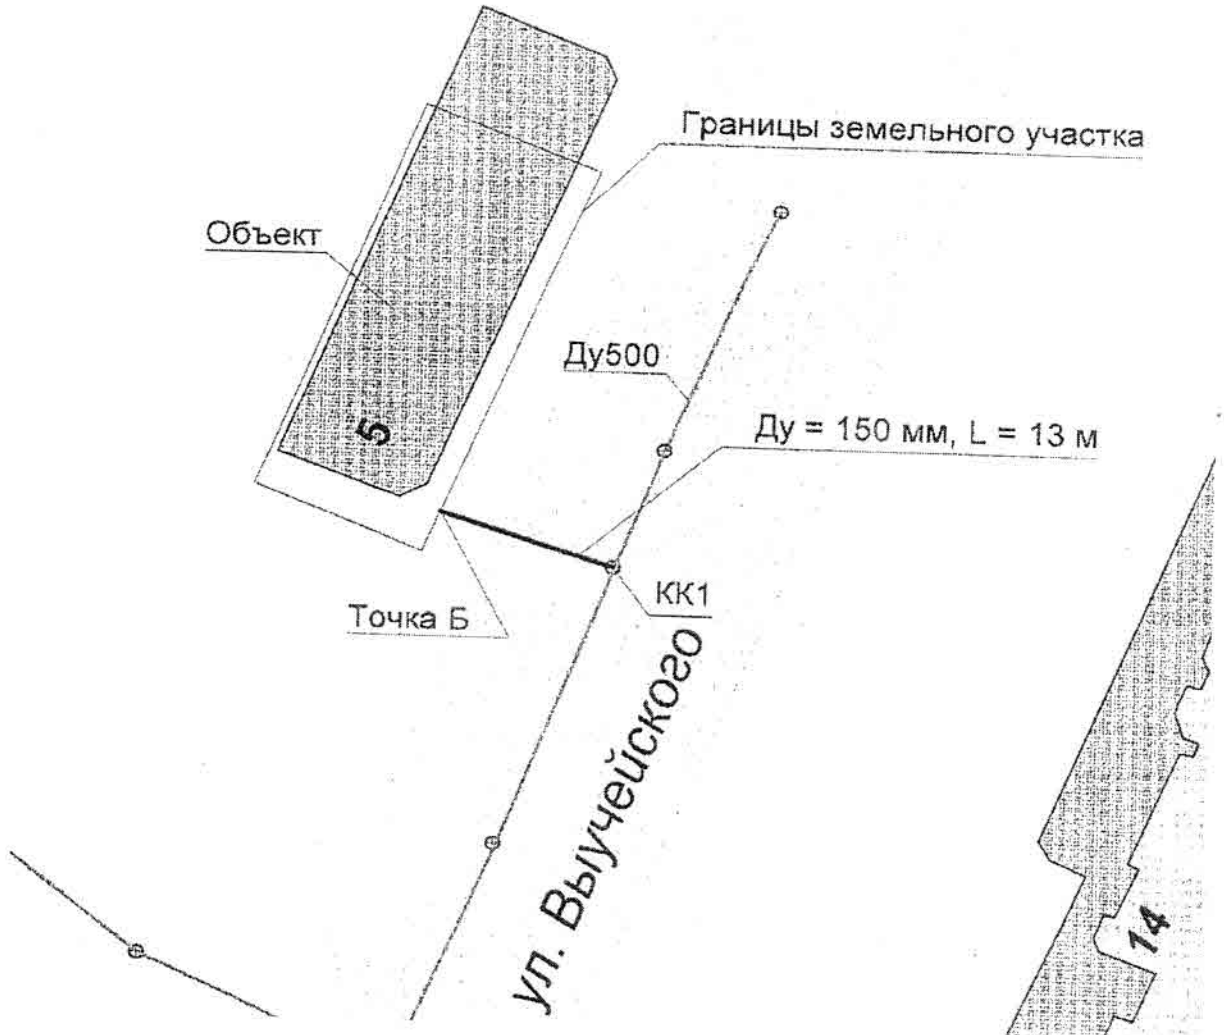 Границы земельного участка
Объект
Ду500
5
Ду = 150 мм, L = 13 м
Точка Б
КК1
ул. Выучейского
14